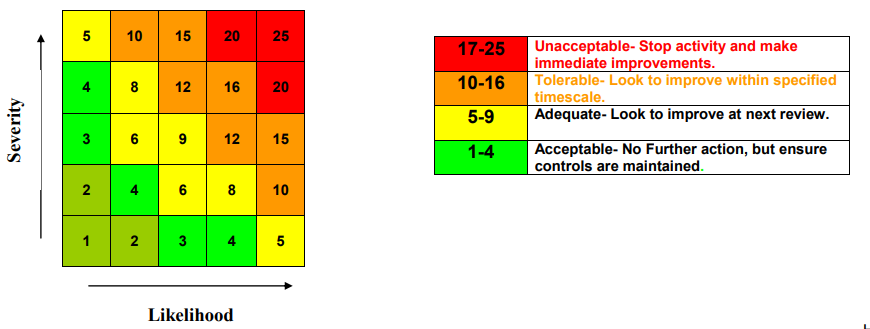 5 10 15 20 25
4 8 12 16 20
3 6 9 12 15
2 4 6 8 10
1 2 3 4 5
Severity
Likelihood
17-25 Unacceptable- Stop activity and make
immediate improvements.
10-16 Tolerable- Look to improve within specified
timescale.
5-9 Adequate- Look to improve at next review.
1-4 Acceptable- No Further action, but ensure
controls are maintained.